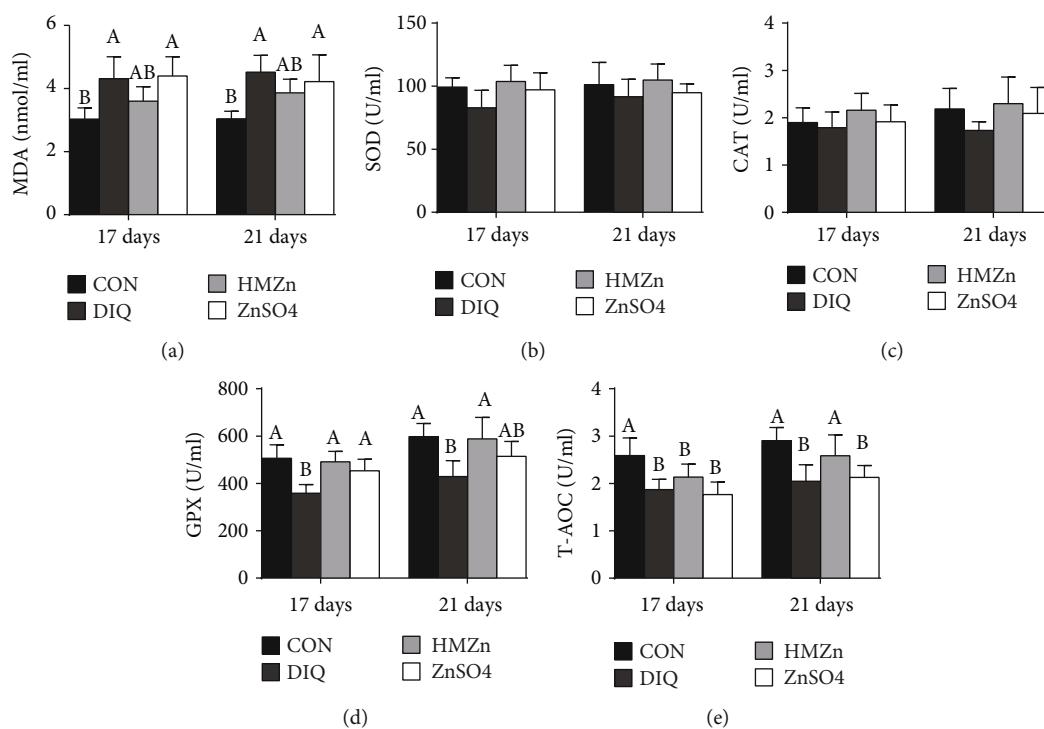 6
4
2
0
MDA (nmol/ml)
B
A
AB
A
B
A
AB
A
17 days
21 days
CON
HMZn
DIQ
ZnSO4
(a)
150
100
50
0
SOD (U/ml)
17 days
21 days
CON
HMZn
DIQ
ZnSO4
(b)
4
3
2
1
0
CAT (U/ml)
17 days
21 days
CON
HMZn
DIQ
ZnSO4
(c)
800
600
400
400
0
GPX (U/ml)
A
B
A
A
A
B
A
AB
17 days
21 days
CON
HMZn
DIQ
ZnSO4
(d)
4
3
2
1
0
T-AOC (U/ml)
A
B
B
B
A
B
A
B
17 days
21 days
CON
HMZn
DIQ
ZnSO4
(e)